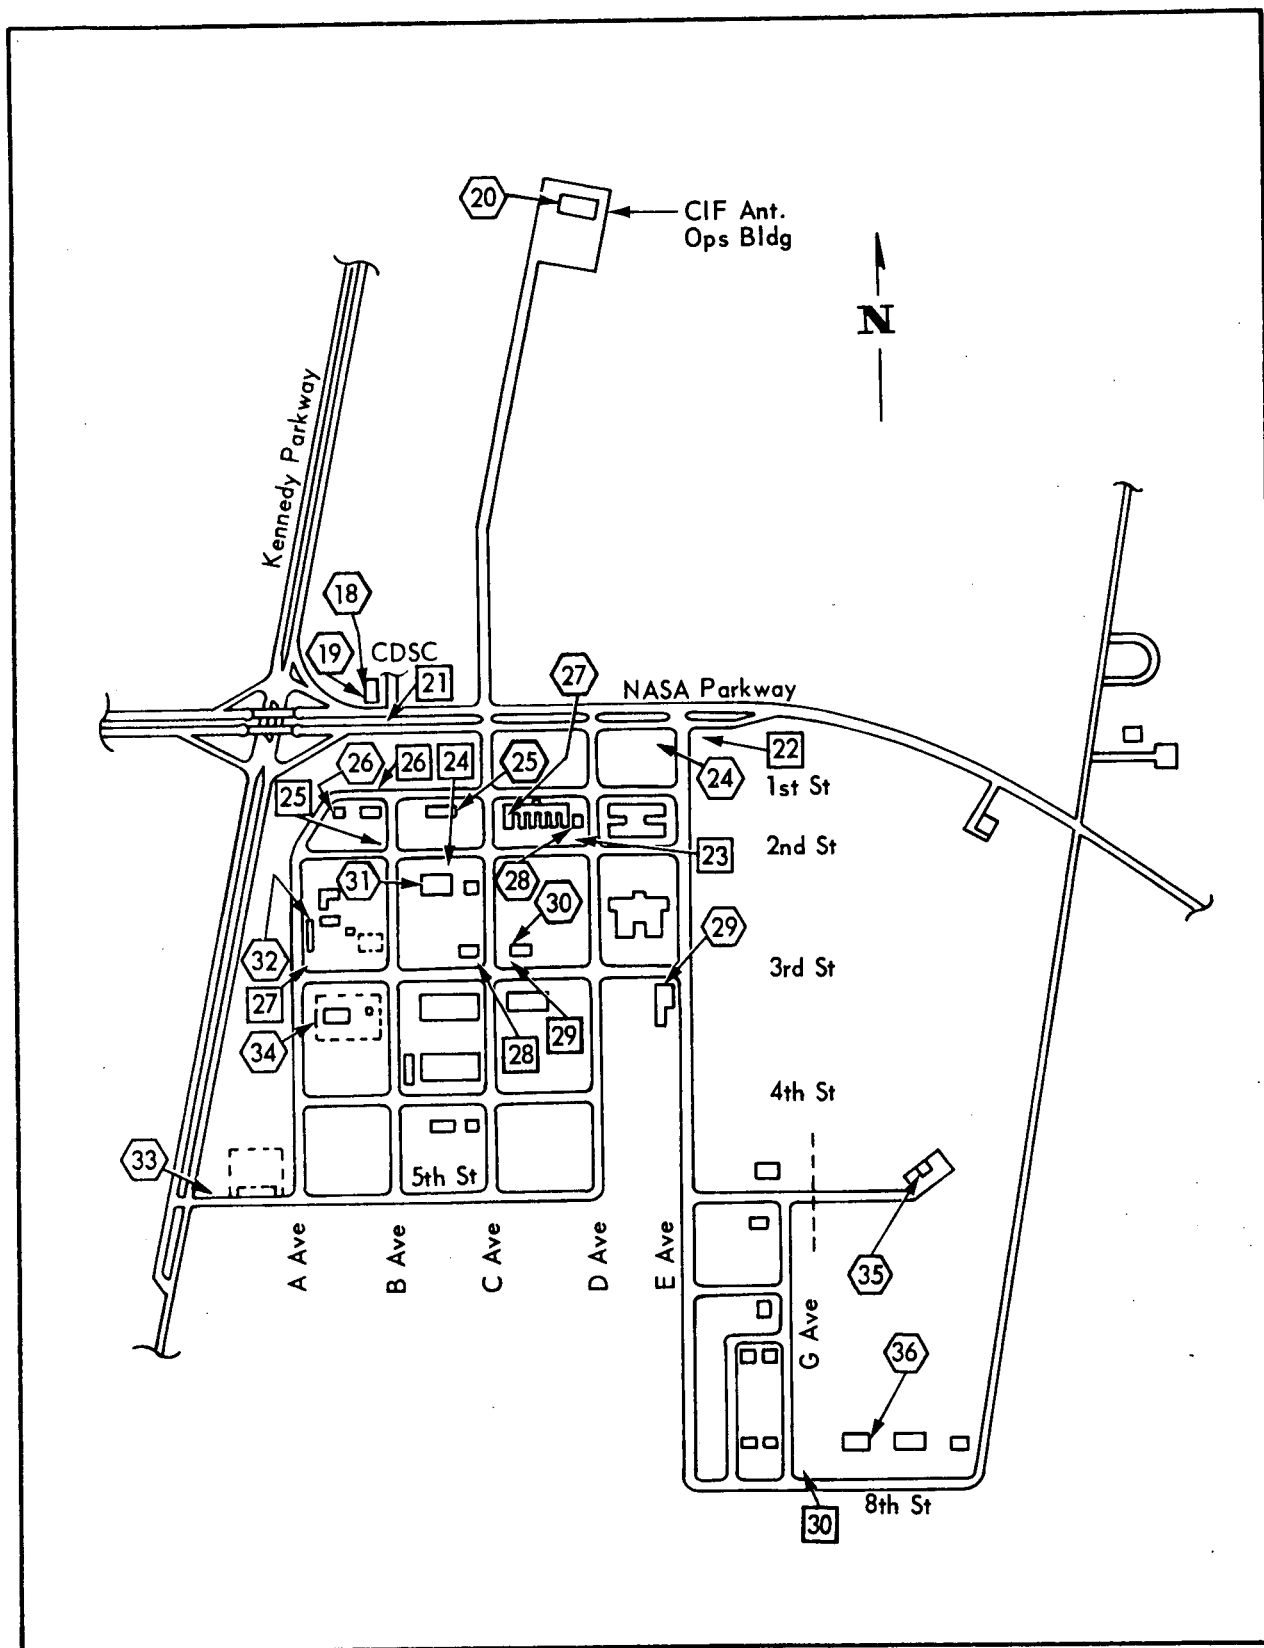 20
CIF Ant.
Ops Bldg
N
Kennedy Parkway
18
19
CDSC
21
27
NASA Parkway
26
26
24
25
22
24
1st St
25
23
2nd St
31
28
30
29
32
3rd St
27
34
28
29
4th St
33
5th St
A Ave
B Ave
C Ave
D Ave
E Ave
35
G Ave
36
30
8th St